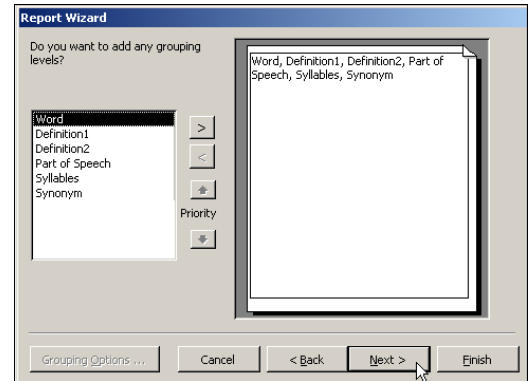 Report Wizard
Do you want to add any grouping
levels?
Word
Definition1
Definition2
Part of Speech
Syllables
Synonym
>
<
Priority
Word, Definition1, Definition2, Part of
Speech, Syllables, Synonym
Grouping Options ...
Cancel
< Back
Next >
Finish